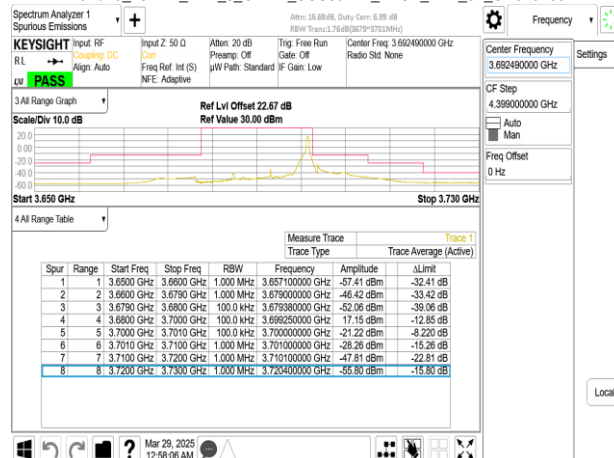 Spectrum Analyzer 1
Spurious Emissions
Attn: 15.68dB, Duty Corr: 6.99 dB
RBW Trans:1.76dB(3679~3701MHz)
Frequency
Settings
KEYSIGHT
RL
PASS
Input: RF
Coupling: DC
Align: Auto
Input Z: 50 Ω
Corr
Freq Ref: Int (S)
NFE: Adaptive
Atten: 20 dB
Preamp: Off
µW Path: Standard
Trig: Free Run
Gate: Off
IF Gain: Low
Center Freq: 3.692490000 GHz
Radio Std: None
Center Frequency
3.692490000 GHz
CF Step
4.399000000 GHz
Auto
Man
Freq Offset
0 Hz
3 All Range Graph
Scale/Div 10.0 dB
Ref Lvl Offset 22.67 dB
Ref Value 30.00 dBm
20.0
0.00
-20.0
-40.0
-60.0
Start 3.650 GHz
Stop 3.730 GHz
4 All Range Table
Measure Trace Trace 1
Trace Type Trace Average (Active)
Spur Range Start Freq Stop Freq RBW Frequency Amplitude ΔLimit
1 1 3.6500 GHz 3.6600 GHz 1.000 MHz 3.657100000 GHz -57.41 dBm -32.41 dB
2 2 3.6600 GHz 3.6790 GHz 1.000 MHz 3.679000000 GHz -46.42 dBm -33.42 dB
3 3 3.6790 GHz 3.6800 GHz 100.0 kHz 3.679380000 GHz -52.06 dBm -39.06 dB
4 4 3.6800 GHz 3.7000 GHz 100.0 kHz 3.699250000 GHz 17.15 dBm -12.85 dB
5 5 3.7000 GHz 3.7010 GHz 100.0 kHz 3.700000000 GHz -21.22 dBm -8.220 dB
6 6 3.7010 GHz 3.7100 GHz 1.000 MHz 3.701000000 GHz -28.26 dBm -15.26 dB
7 7 3.7100 GHz 3.7200 GHz 1.000 MHz 3.710100000 GHz -47.81 dBm -22.81 dB
8 8 3.7200 GHz 3.7300 GHz 1.000 MHz 3.720400000 GHz -55.80 dBm -15.80 dB
Local
Mar 29, 2025
12:58:06 AM